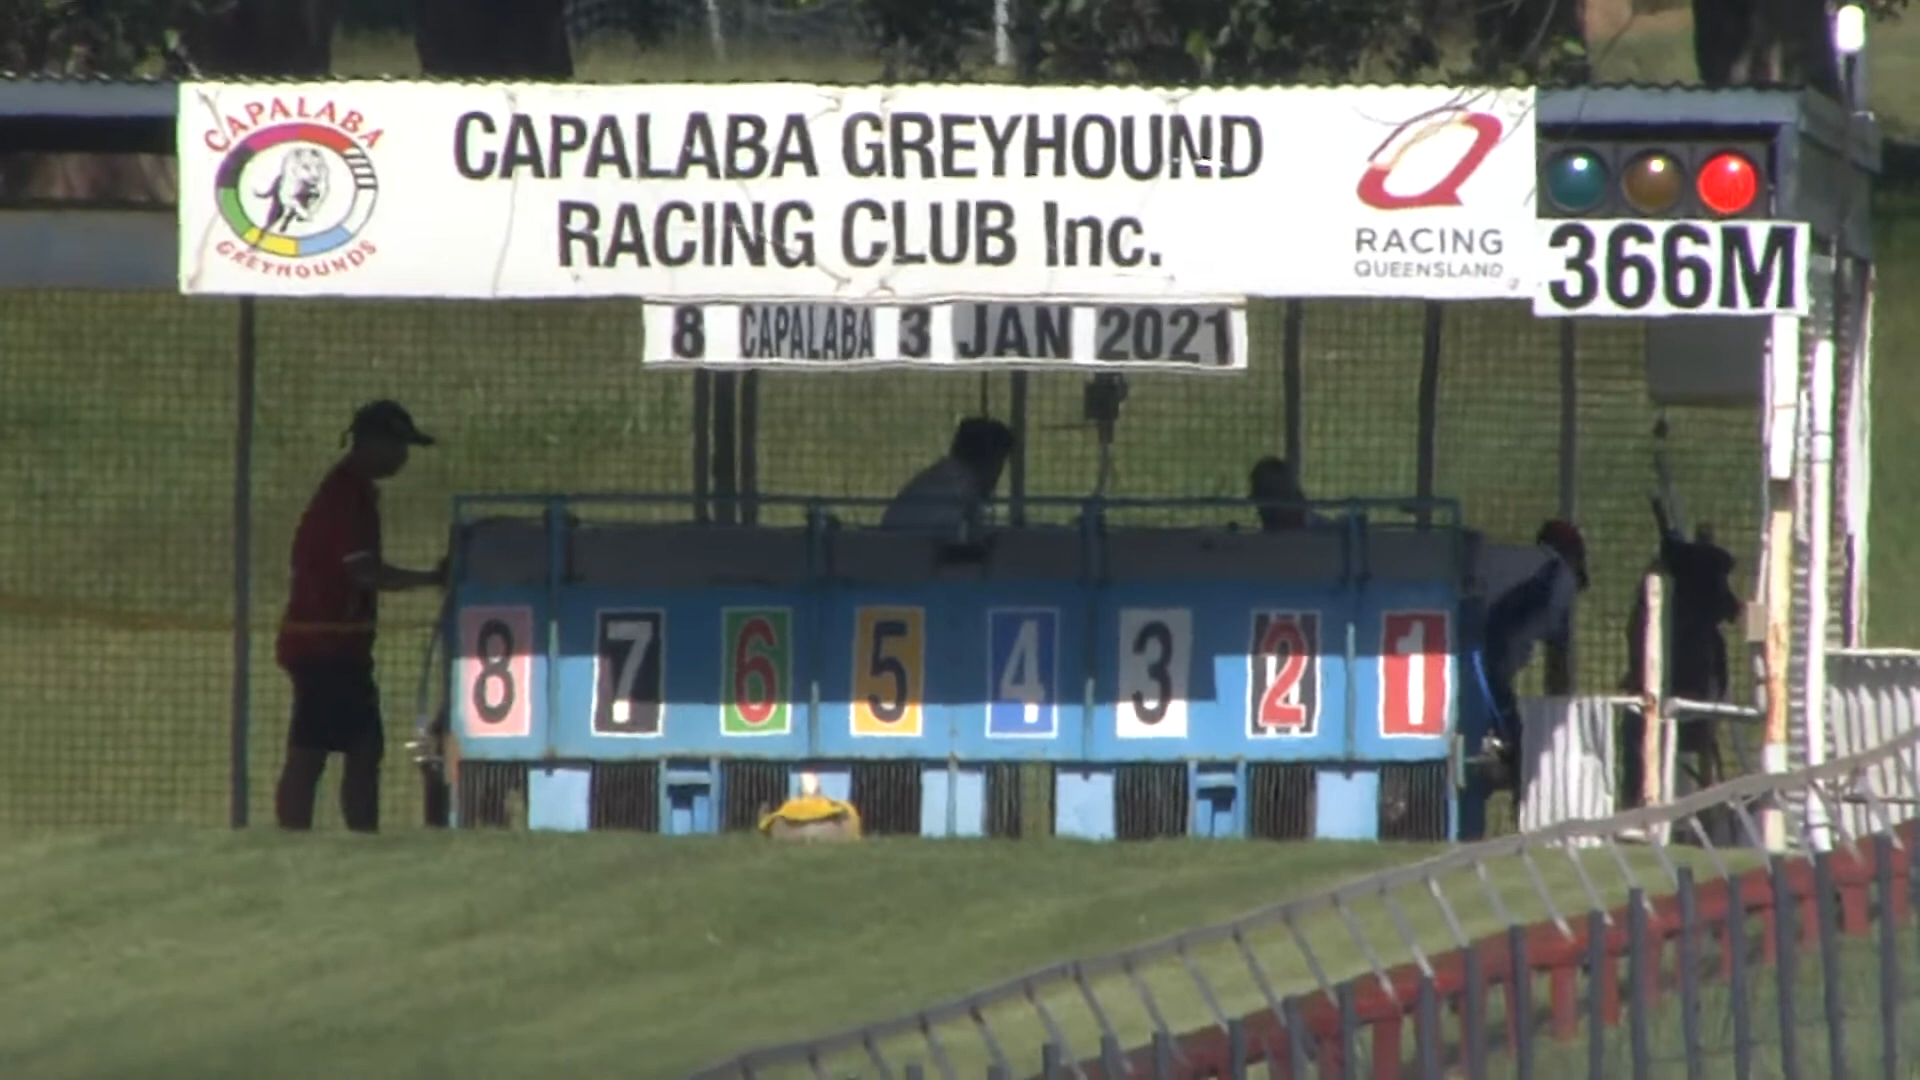 CAPALABA
GREYHOUNDS
CAPALABA GREYHOUND
RACING CLUB Inc.
RACING
QUEENSLAND
366M
8 CAPALABA 3 JAN 2021
8 7 6 5 4 3 2 1